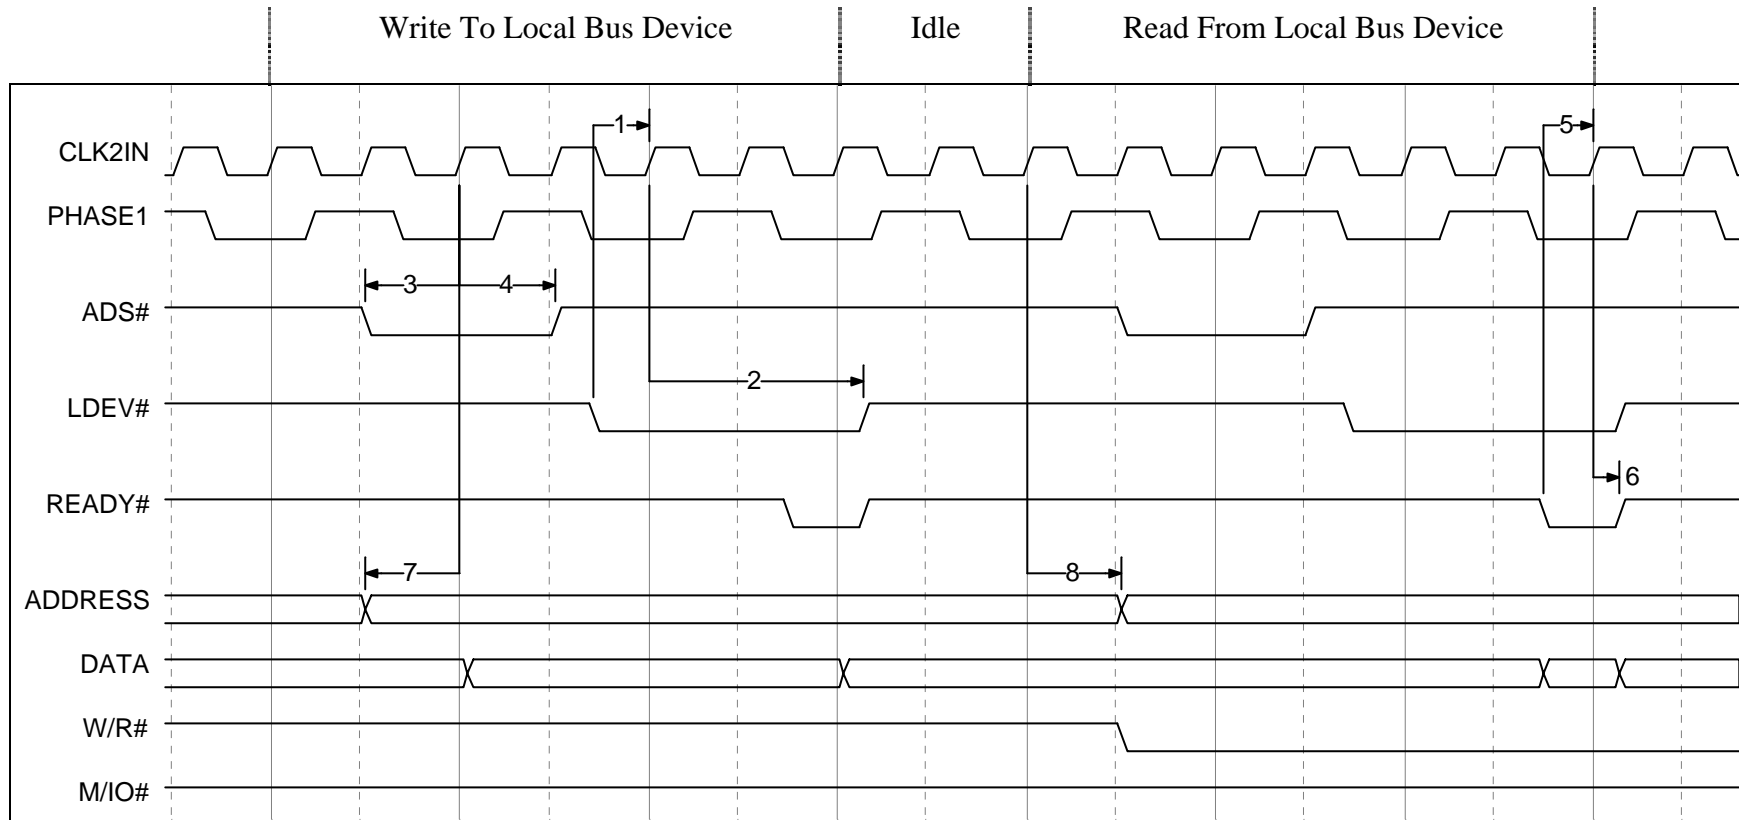 Write To Local Bus Device Idle Read From Local Bus Device
1 5
CLK2IN
PHASE1
3 4
ADS#
2
LDEV#
6
READY#
7 8
ADDRESS
DATA
W/R#
M/IO#